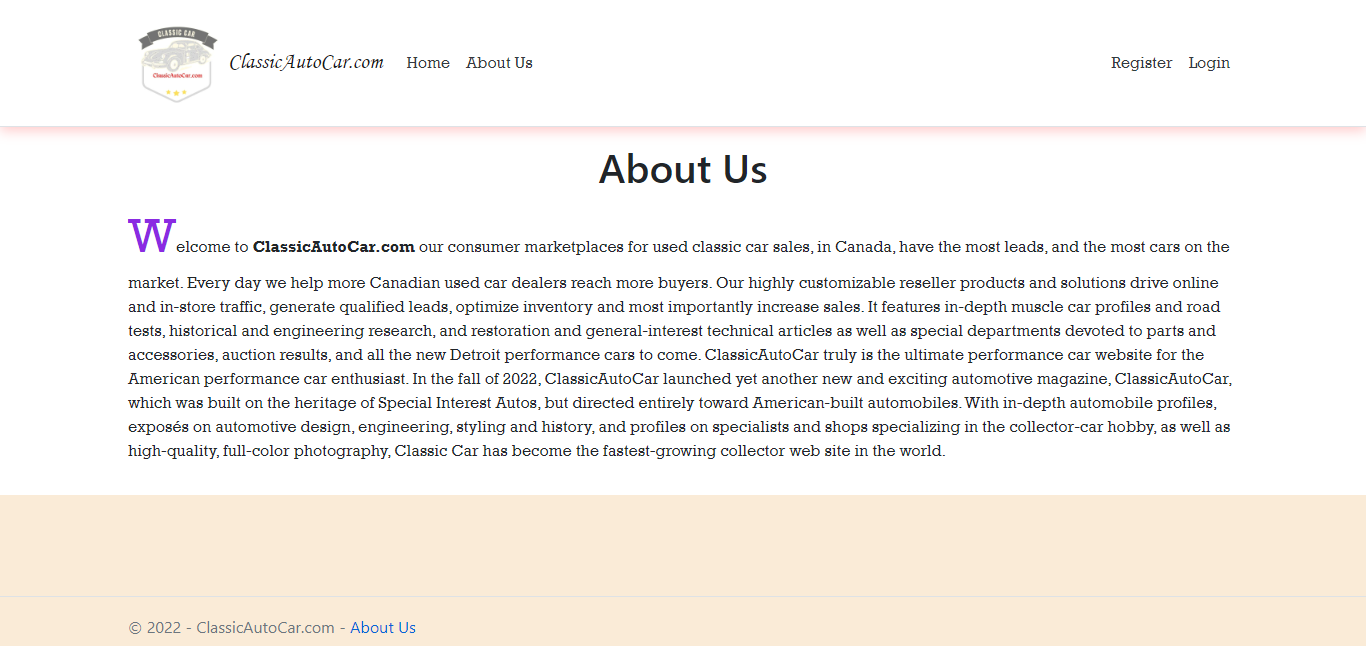 CLASSIC CAR
ClassicAutoCar.com
ClassicAutoCar.com Home About Us Register Login
About Us
Welcome to ClassicAutoCar.com our consumer marketplaces for used classic car sales, in Canada, have the most leads, and the most cars on the
market. Every day we help more Canadian used car dealers reach more buyers. Our highly customizable reseller products and solutions drive online
and in-store traffic, generate qualified leads, optimize inventory and most importantly increase sales. It features in-depth muscle car profiles and road
tests, historical and engineering research, and restoration and general-interest technical articles as well as special departments devoted to parts and
accessories, auction results, and all the new Detroit performance cars to come. ClassicAutoCar truly is the ultimate performance car website for the
American performance car enthusiast. In the fall of 2022, ClassicAutoCar launched yet another new and exciting automotive magazine, ClassicAutoCar,
which was built on the heritage of Special Interest Autos, but directed entirely toward American-built automobiles. With in-depth automobile profiles,
exposés on automotive design, engineering, styling and history, and profiles on specialists and shops specializing in the collector-car hobby, as well as
high-quality, full-color photography, Classic Car has become the fastest-growing collector web site in the world.
© 2022 - ClassicAutoCar.com - About Us